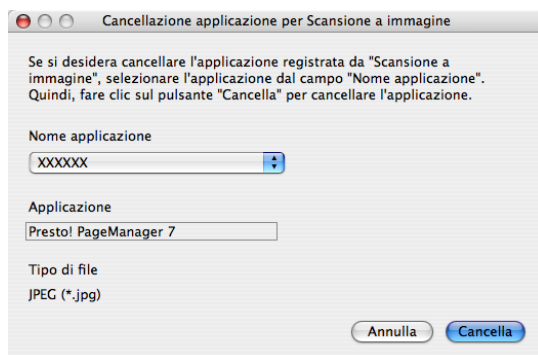 Cancellazione applicazione per Scansione a immagine
Se si desidera cancellare l'applicazione registrata da "Scansione a
immagine", selezionare l'applicazione dal campo "Nome applicazione".
Quindi, fare clic sul pulsante "Cancella" per cancellare l'applicazione.
Nome applicazione
XXXXXX
Applicazione
Presto! PageManager 7
Tipo di file
JPEG (*.jpg)
Annulla Cancella